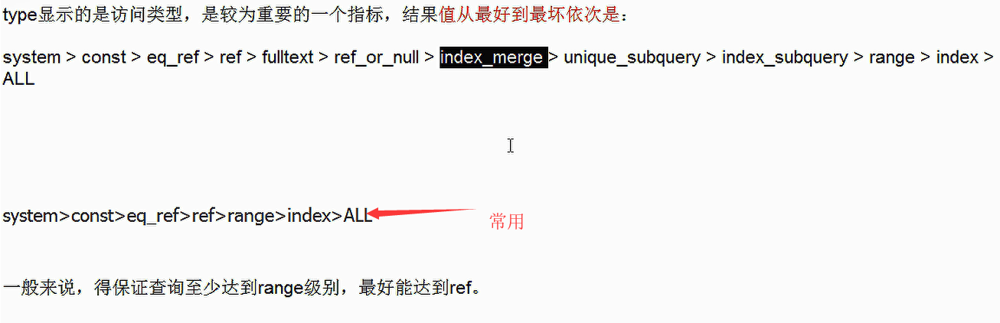 type显示的是访问类型，是较为重要的一个指标，结果值从最好到最坏依次是：
system > const > eq_ref > ref > fulltext > ref_or_null > index_merge > unique_subquery > index_subquery > range > index >
ALL
system>const>eq_ref>ref>range>index>ALL
常用
一般来说，得保证查询至少达到range级别，最好能达到ref。